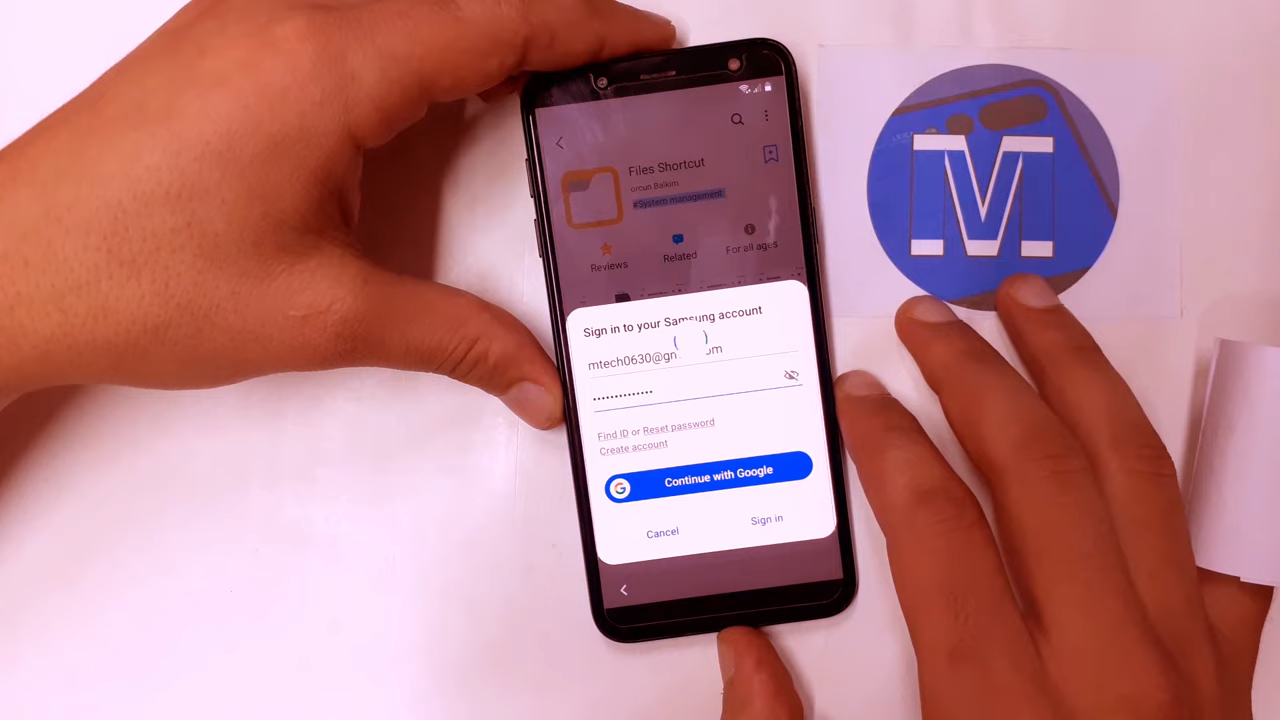 Files Shortcut
orcun Balkim
#System management
Reviews
Related
For all ages
Sign in to your Samsung account
mtech0630@gm om
••••••••••••••
Find ID or Reset password
Create account
G Continue with Google
Cancel
Sign in
M